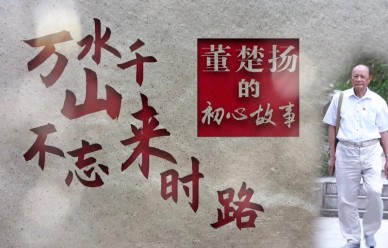 万水千山
不忘来时路
董楚扬
的
初心故事